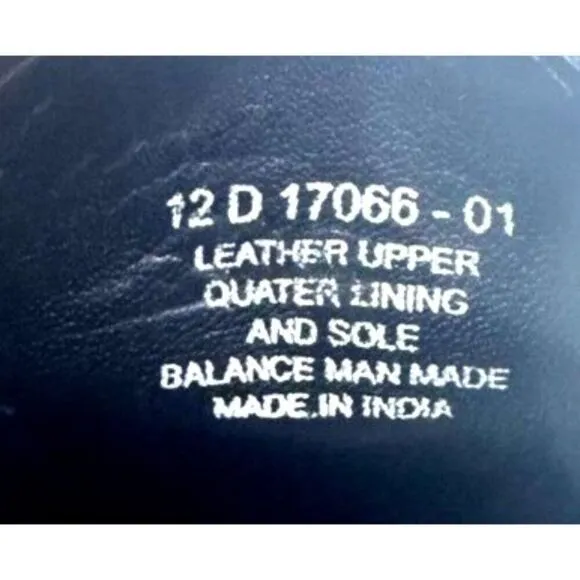 12 D 17066 - 01
LEATHER UPPER
QUATER LINING
AND SOLE
BALANCE MAN MADE
MADE.IN INDIA